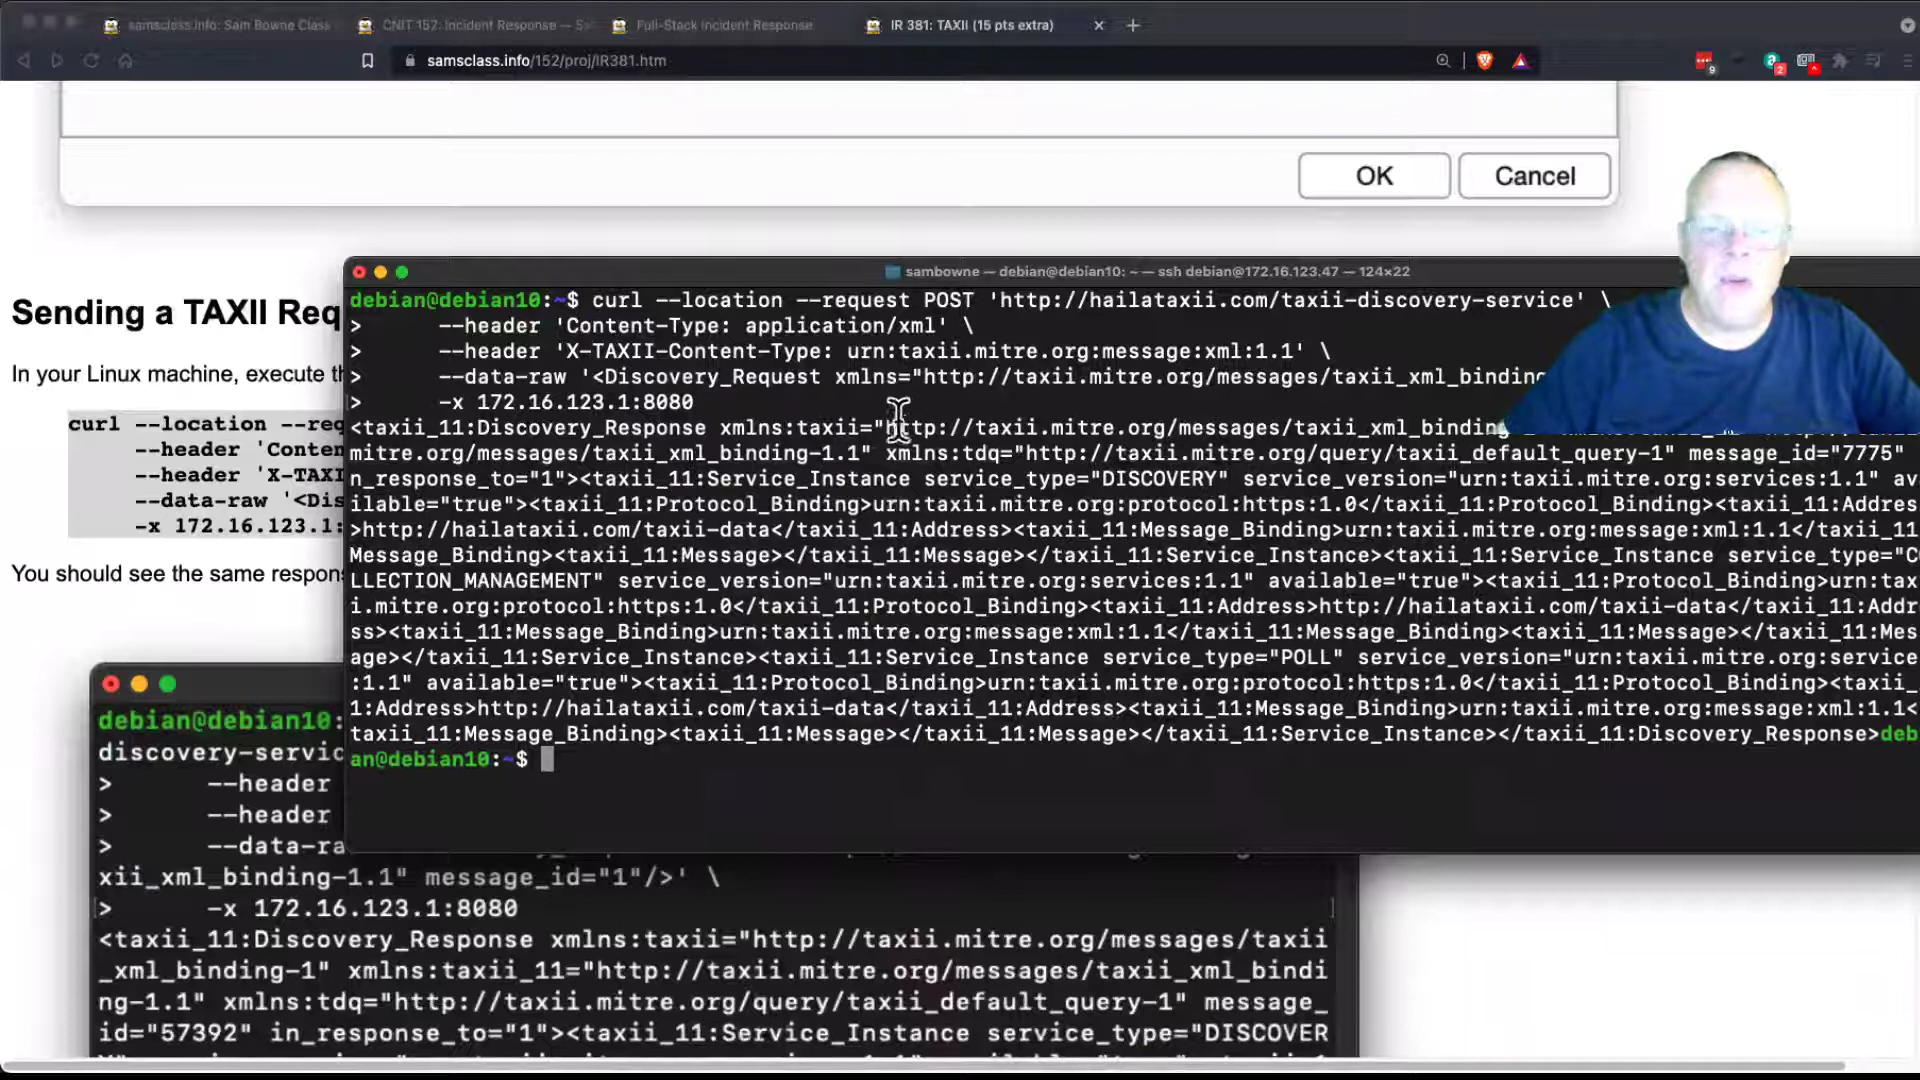 samsclass.info: Sam Bowne Class
CNIT 152: Incident Response — Sa
Full-Stack Incident Response
IR 381: TAXII (15 pts extra)
samsclass.info/152/proj/IR381.htm
9
2
OK
Cancel
Sending a TAXII Req
In your Linux machine, execute th
curl --location --req
--header 'Conten
--header 'X-TAXI
--data-raw '<Dis
-x 172.16.123.1:
You should see the same respons
sambowne — debian@debian10: ~ — ssh debian@172.16.123.47 — 124×22
debian@debian10:~$ curl --location --request POST 'http://hailataxii.com/taxii-discovery-service' \
> --header 'Content-Type: application/xml' \
> --header 'X-TAXII-Content-Type: urn:taxii.mitre.org:message:xml:1.1' \
> --data-raw '<Discovery_Request xmlns="http://taxii.mitre.org/messages/taxii_xml_binding
> -x 172.16.123.1:8080
<taxii_11:Discovery_Response xmlns:taxii="http://taxii.mitre.org/messages/taxii_xml_binding
mitre.org/messages/taxii_xml_binding-1.1" xmlns:tdq="http://taxii.mitre.org/query/taxii_default_query-1" message_id="7775"
n_response_to="1"><taxii_11:Service_Instance service_type="DISCOVERY" service_version="urn:taxii.mitre.org:services:1.1" av
ilable="true"><taxii_11:Protocol_Binding>urn:taxii.mitre.org:protocol:https:1.0</taxii_11:Protocol_Binding><taxii_11:Addres
>http://hailataxii.com/taxii-data</taxii_11:Address><taxii_11:Message_Binding>urn:taxii.mitre.org:message:xml:1.1</taxii_11:
Message_Binding><taxii_11:Message></taxii_11:Message></taxii_11:Service_Instance><taxii_11:Service_Instance service_type="C
LLECTION_MANAGEMENT" service_version="urn:taxii.mitre.org:services:1.1" available="true"><taxii_11:Protocol_Binding>urn:tax
i.mitre.org:protocol:https:1.0</taxii_11:Protocol_Binding><taxii_11:Address>http://hailataxii.com/taxii-data</taxii_11:Addr
ss><taxii_11:Message_Binding>urn:taxii.mitre.org:message:xml:1.1</taxii_11:Message_Binding><taxii_11:Message></taxii_11:Mes
age></taxii_11:Service_Instance><taxii_11:Service_Instance service_type="POLL" service_version="urn:taxii.mitre.org:service
:1.1" available="true"><taxii_11:Protocol_Binding>urn:taxii.mitre.org:protocol:https:1.0</taxii_11:Protocol_Binding><taxii_
1:Address>http://hailataxii.com/taxii-data</taxii_11:Address><taxii_11:Message_Binding>urn:taxii.mitre.org:message:xml:1.1<
taxii_11:Message_Binding><taxii_11:Message></taxii_11:Message></taxii_11:Service_Instance></taxii_11:Discovery_Response>deb
an@debian10:~$
debian@debian10:
discovery-servic
> --header
> --header
> --data-ra
xii_xml_binding-1.1" message_id="1"/>' \
> -x 172.16.123.1:8080
<taxii_11:Discovery_Response xmlns:taxii="http://taxii.mitre.org/messages/taxii
_xml_binding-1" xmlns:taxii_11="http://taxii.mitre.org/messages/taxii_xml_bindi
ng-1.1" xmlns:tdq="http://taxii.mitre.org/query/taxii_default_query-1" message_
id="57392" in_response_to="1"><taxii_11:Service_Instance service_type="DISCOVER